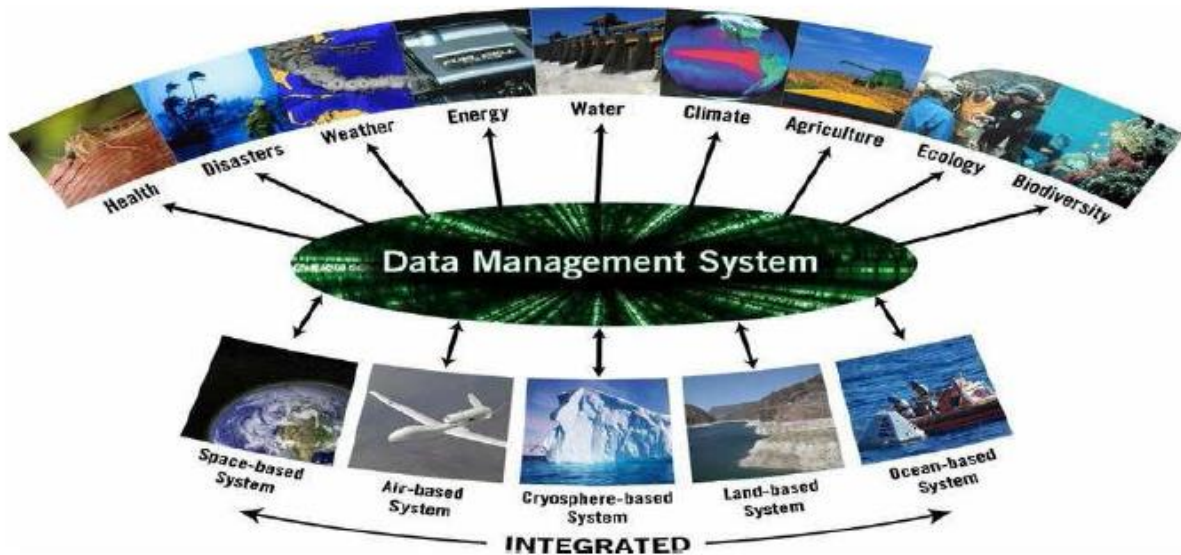 Health
Disasters
Weather
Energy
Water
Climate
Agriculture
Ecology
Biodiversity
Data Management System
Space-based
System
Air-based
System
Cryosphere-based
System
Land-based
System
Ocean-based
System
INTEGRATED